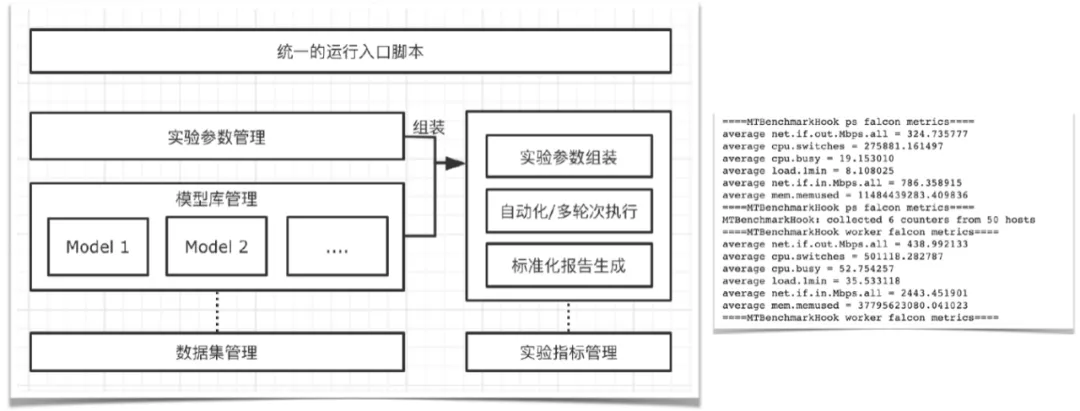 统一的运行入口脚本
实验参数管理
组装
模型库管理
Model 1
Model 2
....
数据集管理
实验参数组装
自动化/多轮次执行
标准化报告生成
实验指标管理
====MTBenchmarkHook ps falcon metrics====
average net.if.out.Mbps.all = 324.735777
average cpu.switches = 275881.161497
average cpu.busy = 19.153010
average load.1min = 8.108025
average net.if.in.Mbps.all = 786.358915
average mem.memused = 11484439283.409836
====MTBenchmarkHook ps falcon metrics====
MTBenchmarkHook: collected 6 counters from 50 hosts
====MTBenchmarkHook worker falcon metrics====
average net.if.out.Mbps.all = 438.992133
average cpu.switches = 501118.282787
average cpu.busy = 52.754257
average load.1min = 35.533118
average net.if.in.Mbps.all = 2443.451901
average mem.memused = 37795623080.041023
====MTBenchmarkHook worker falcon metrics====